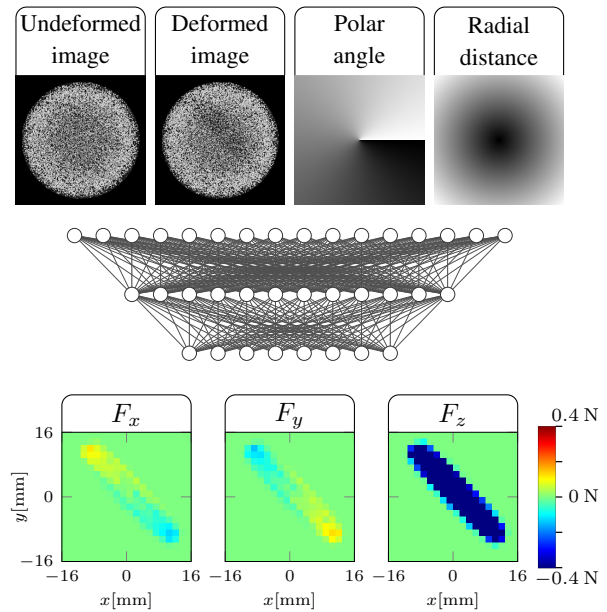 Undeformed image
Deformed image
Polar angle
Radial distance
F_x
F_y
F_z
0.4 N
0 N
−0.4 N
y[mm]
16
0
−16
−16 0 16
−16 0 16
−16 0 16
x[mm]
x[mm]
x[mm]